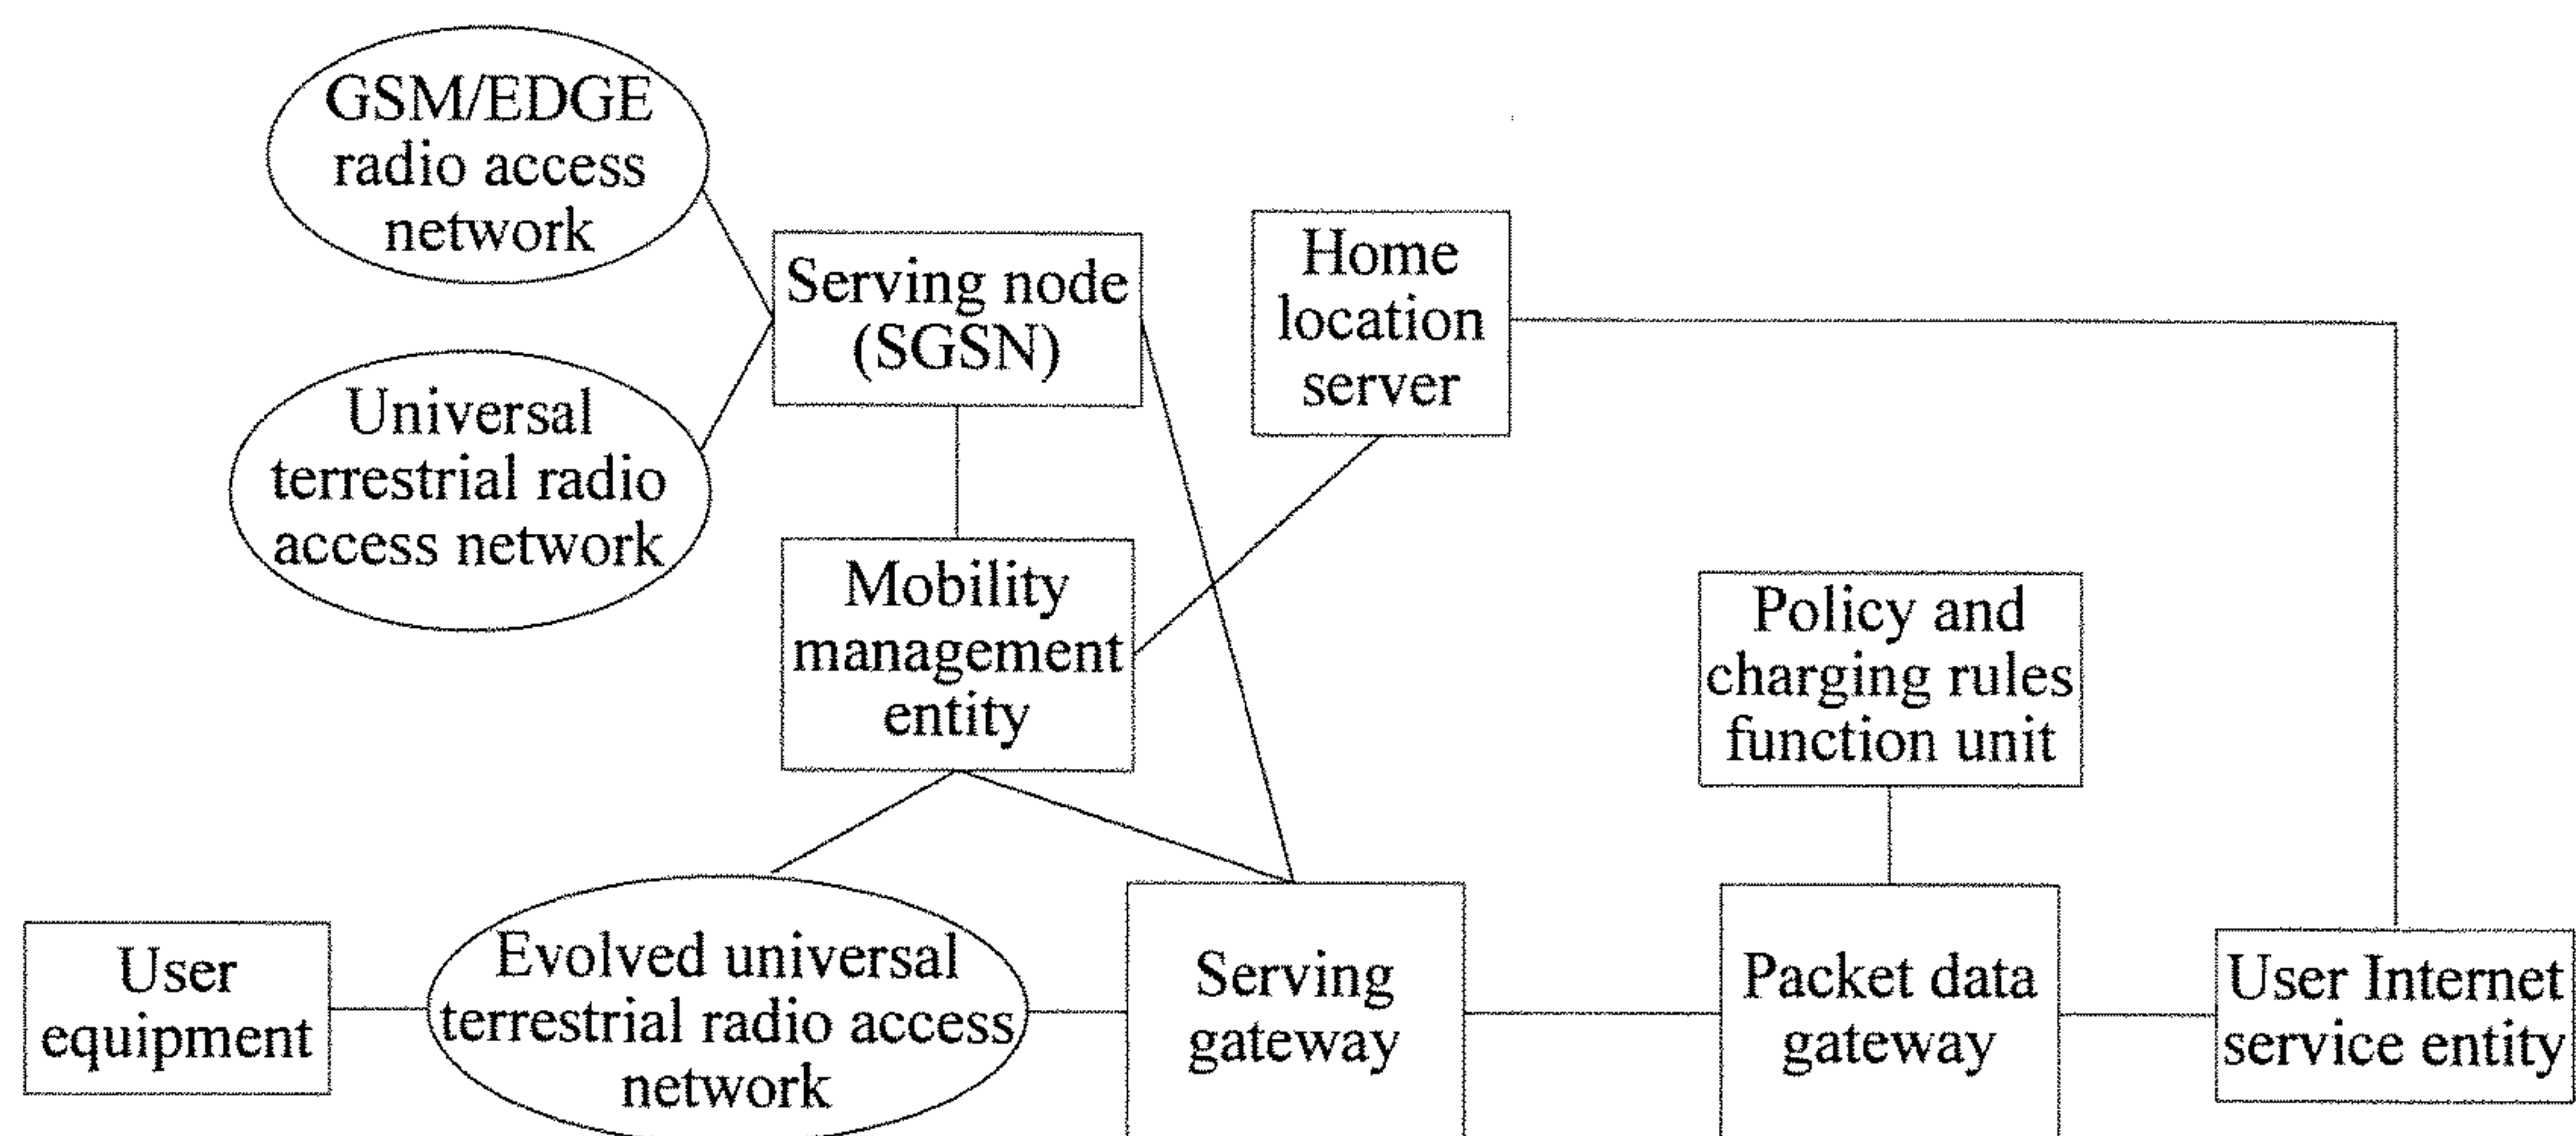 GSM/EDGE
radio access
network
Serving node
(SGSN)
Home
location
server
Universal
terrestrial radio
access network
Mobility
management
entity
Policy and
charging rules
function unit
User
equipment
Evolved universal
terrestrial radio access
network
Serving
gateway
Packet data
gateway
User Internet
service entity